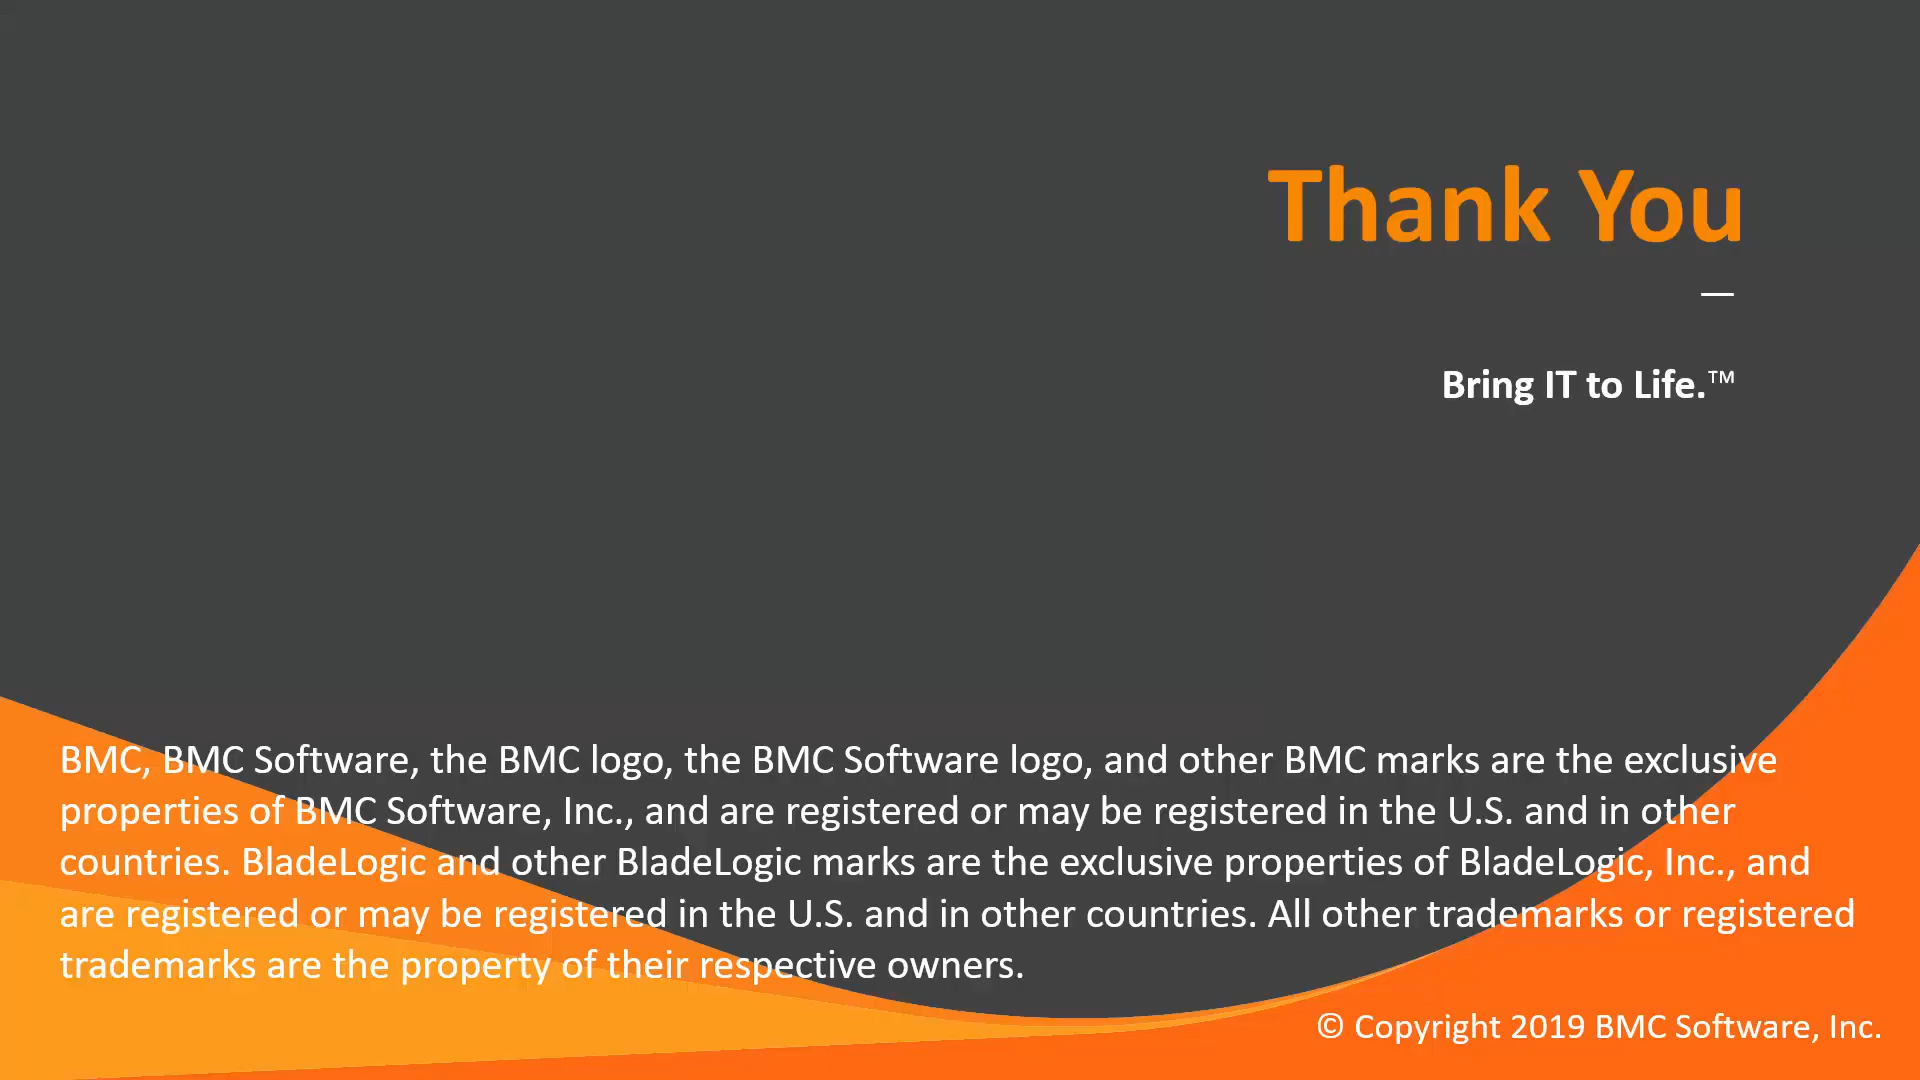 Thank You
—
Bring IT to Life.™
BMC, BMC Software, the BMC logo, the BMC Software logo, and other BMC marks are the exclusive
properties of BMC Software, Inc., and are registered or may be registered in the U.S. and in other
countries. BladeLogic and other BladeLogic marks are the exclusive properties of BladeLogic, Inc., and
are registered or may be registered in the U.S. and in other countries. All other trademarks or registered
trademarks are the property of their respective owners.
© Copyright 2019 BMC Software, Inc.